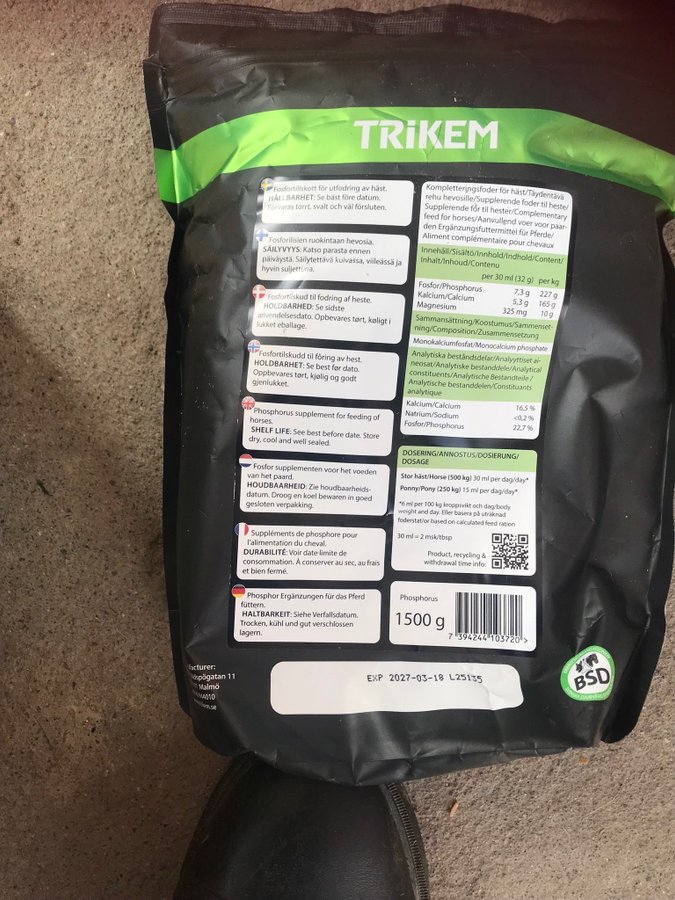 TRIKEM
Fosfortillskott för utfodring av häst.
HÅLLBARHET: Se bäst före datum.
Förvaras torrt, svalt och väl försluten.
Fosforilisien ruokintaan hevosia.
SÄILYVYYS: Katso parasta ennen
päiväystä. Säilytettävä kuivassa, viileässä ja
hyvin suljettuna.
Fosfortilskud til fodring af heste.
HOLDBARHED: Se sidste
anvendelsesdato. Opbevares tørt, køligt i
lukket eballage.
Fosfortilskudd til fôring av hest.
HOLDBARHET: Se best før dato.
Oppbevares tørt, kjølig og godt
gjenlukket.
Phosphorus supplement for feeding of
horses.
SHELF LIFE: See best before date. Store
dry, cool and well sealed.
Fosfor supplementen voor het voeden
van het paard.
HOUDBAARHEID: Zie houdbaarheids-
datum. Droog en koel bewaren in goed
gesloten verpakking.
Suppléments de phosphore pour
l'alimentation du cheval.
DURABILITÉ: Voir date limite de
consommation. À conserver au sec, au frais
et bien fermé.
Phosphor Ergänzungen für das Pferd
füttern.
HALTBARKEIT: Siehe Verfallsdatum.
Trocken, kühl und gut verschlossen
lagern.
Kompletteringsfoder för häst/Täydentävä
rehu hevosille/Supplerende foder til heste/
Supplerende fôr til hester/Complementary
feed for horses/Aanvullend voer voor paar-
den Ergänzungsfuttermittel für Pferde/
Aliment complémentaire pour chevaux
Innehåll/Sisältö/Innhold/Indhold/Content/
Inhalt/Inhoud/Contenu
per 30 ml (32 g) per kg
Fosfor/Phosphorus 7,3 g 227 g
Kalcium/Calcium 5,3 g 165 g
Magnesium 325 mg 10 g
Sammansättning/Koostumus/Sammenset-
ning/Composition/Zusammensetzung
Monokalciumfosfat/Monocalcium phosphate
Analytiska beståndsdelar/Analyyttiset ai-
neosat/Analytiske bestanddele/Analytical
constituents/Analytische Bestandteile/
Analytische bestanddelen/Constituants
analytique
Kalcium/Calcium 16,5 %
Natrium/Sodium <0,2 %
Fosfor/Phosphorus 22,7 %
DOSERING/ANNOSTUS/DOSIERUNG/
DOSAGE
Stor häst/Horse (500 kg) 30 ml per dag/day*
Ponny/Pony (250 kg) 15 ml per dag/day*
*6 ml per 100 kg kroppsvikt och dag/body
weight and day. Eller basera på uträknad
foderstat/or based on calculated feed ration
30 ml = 2 msk/tbsp
Product, recycling &
withdrawal time info:
Phosphorus
1500 g
7 394244 103720 >
EXP 2027-03-18 L25135
BSD
facturer:
spögatan 11
Malmö